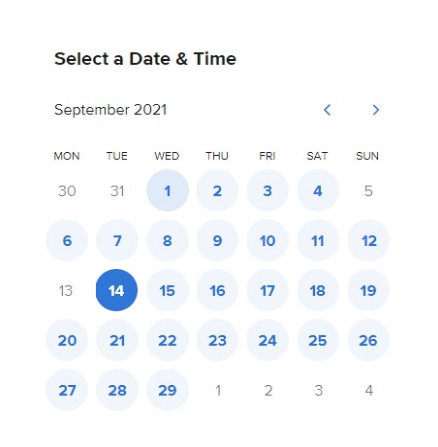 Select a Date & Time
September 2021
MON TUE WED THU FRI SAT SUN
30 31 1 2 3 4 5
6 7 8 9 10 11 12
13 14 15 16 17 18 19
20 21 22 23 24 25 26
27 28 29 1 2 3 4